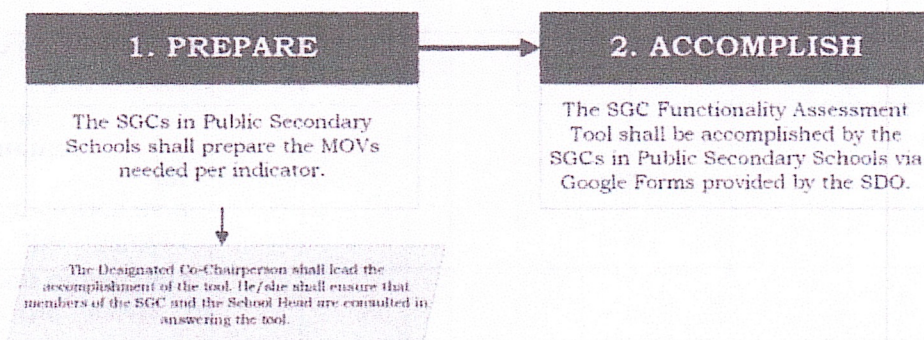 1. PREPARE
The SGCs in Public Secondary
Schools shall prepare the MOVs
needed per indicator.
The Designated Co-Chairperson shall lead the
accomplishment of the tool. He/she shall ensure that
members of the SGC and the School Head are consulted in
answering the tool.
2. ACCOMPLISH
The SGC Functionality Assessment
Tool shall be accomplished by the
SGCs in Public Secondary Schools via
Google Forms provided by the SDO.